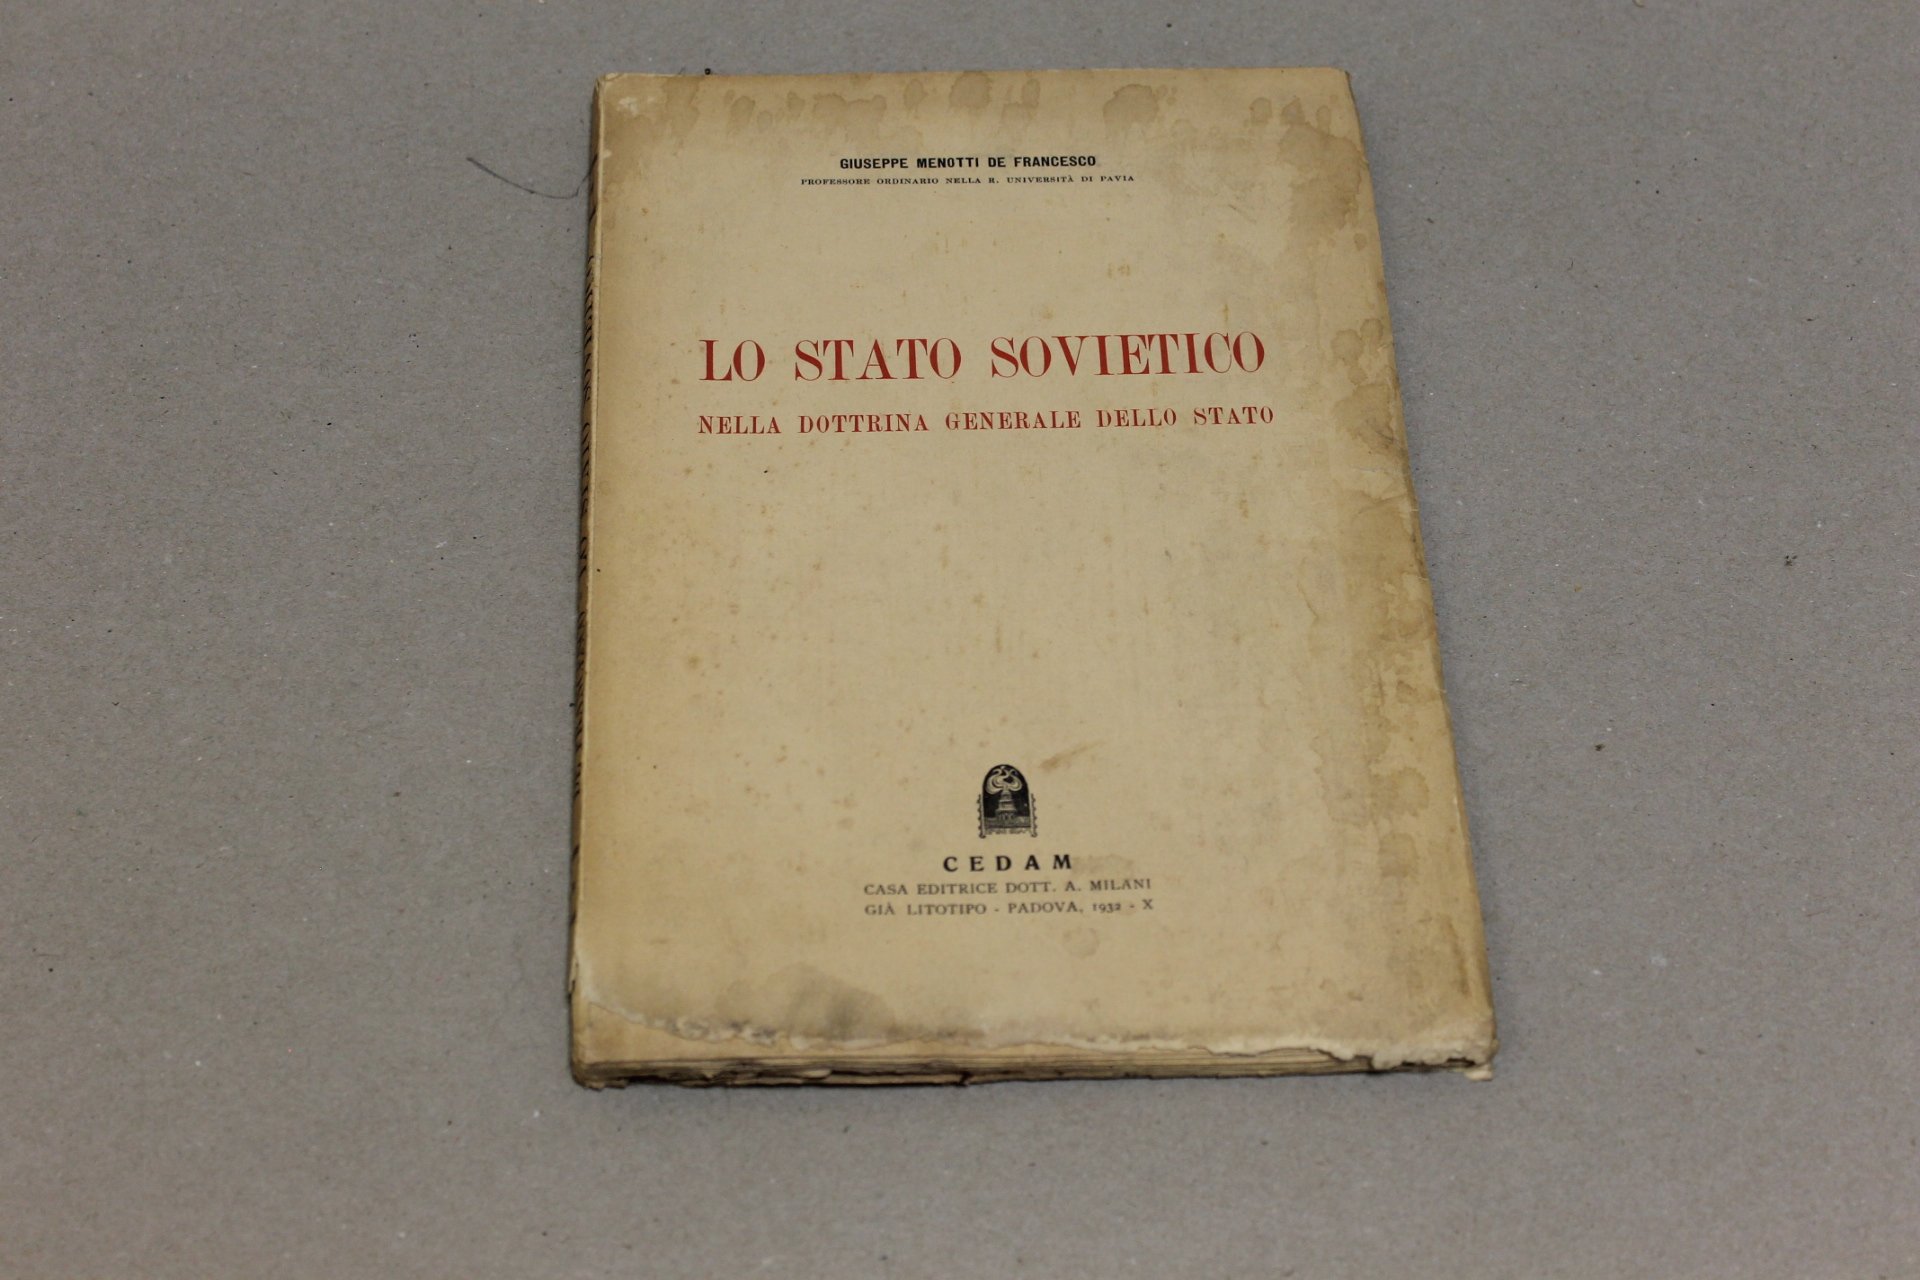 GIUSEPPE MENOTTI DE FRANCESCO
PROFESSORE ORDINARIO NELLA R. UNIVERSITÀ DI PAVIA
LO STATO SOVIETICO
NELLA DOTTRINA GENERALE DELLO STATO
CEDAM
CASA EDITRICE DOTT. A. MILANI
GIÀ LITOTIPO - PADOVA, 1932 - X